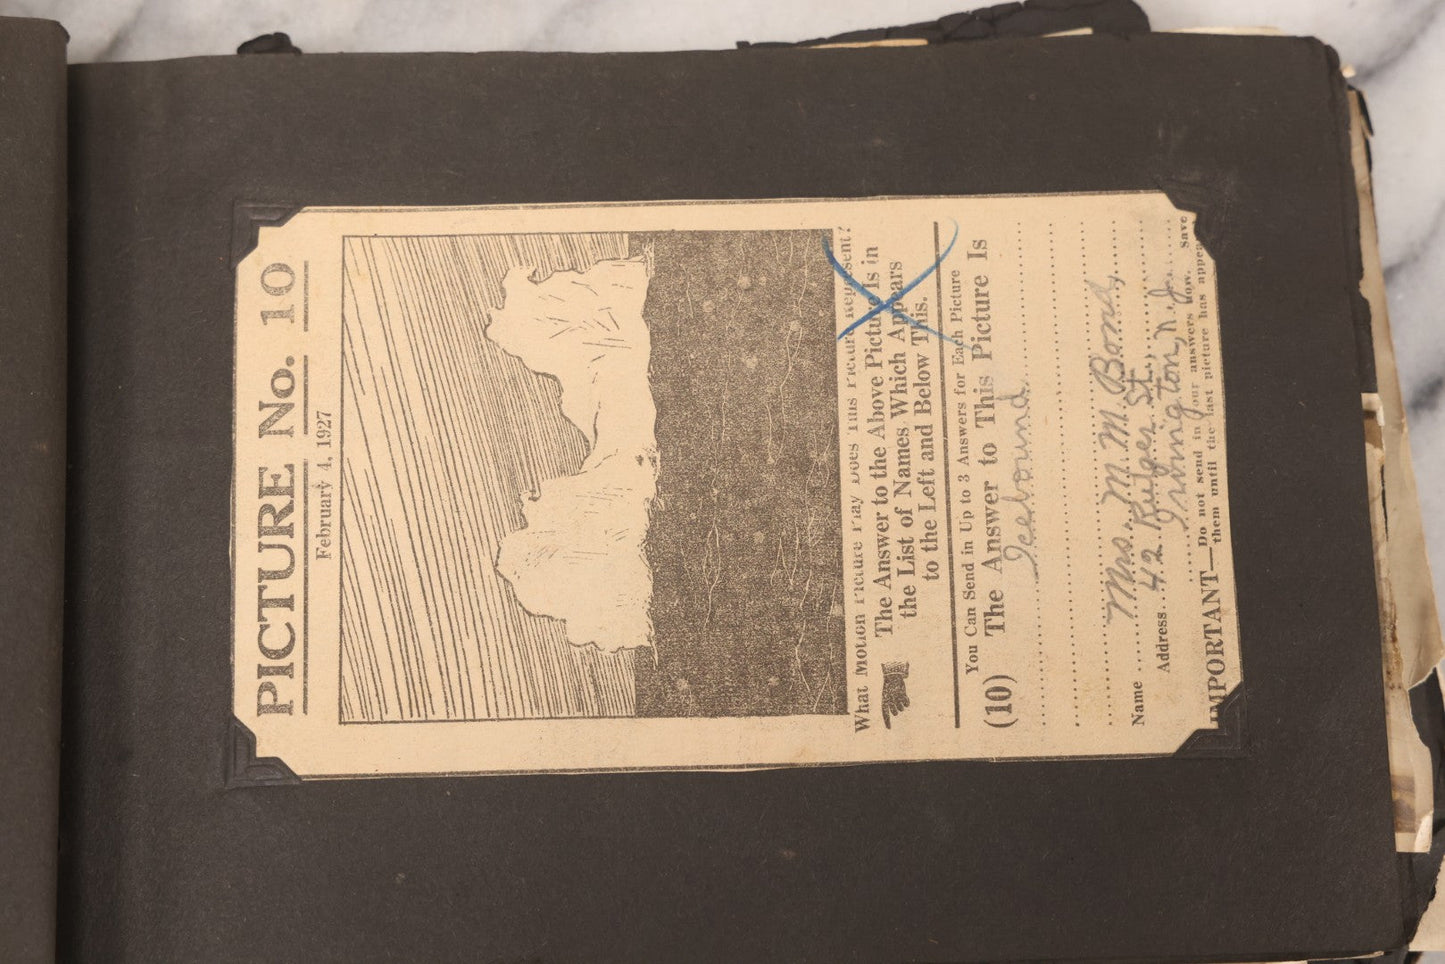 PICTURE No. 10
February 4, 1927
What Motion Picture Play Does This Picture Represent?
The Answer to the Above Picture is in
the List of Names Which Appears
to the Left and Below This.
You Can Send in Up to 3 Answers for Each Picture
(10) The Answer to This Picture Is
Icebound
Name Mrs. M. M. Bond,
Address 42 Rutger St.,
Irvington, N.J.
IMPORTANT—Do not send in your answers now. Save
them until the last picture has appea